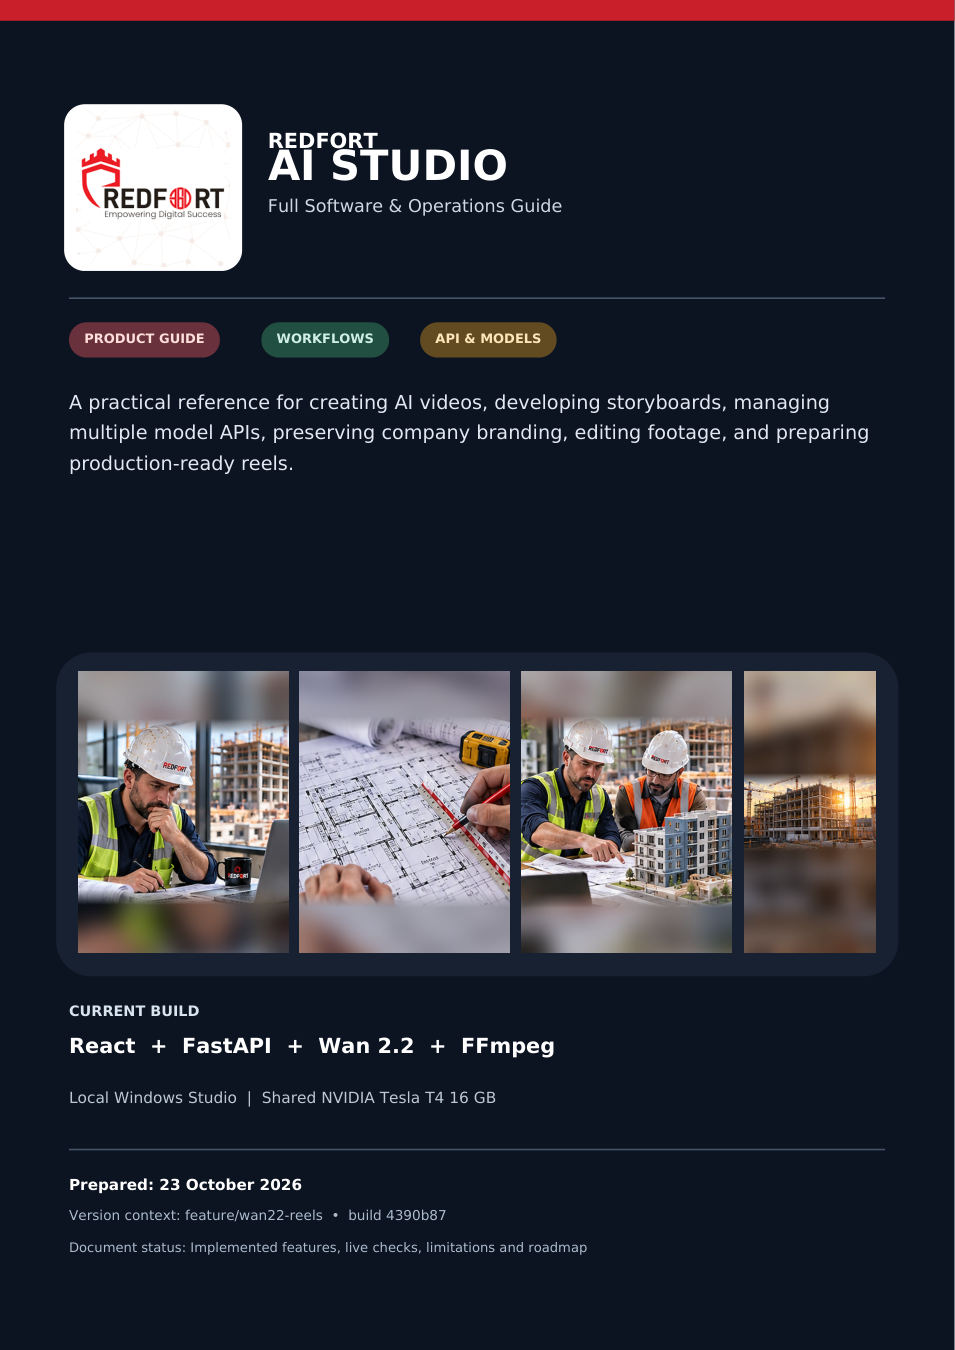 REDFORT
Empowering Digital Success
REDFORT
AI STUDIO
Full Software & Operations Guide
PRODUCT GUIDE
WORKFLOWS
API & MODELS
A practical reference for creating AI videos, developing storyboards, managing
multiple model APIs, preserving company branding, editing footage, and preparing
production-ready reels.
REDFORT
REDFORT
REDFORT
REDFORT
CURRENT BUILD
React + FastAPI + Wan 2.2 + FFmpeg
Local Windows Studio | Shared NVIDIA Tesla T4 16 GB
Prepared: 23 October 2026
Version context: feature/wan22-reels • build 4390b87
Document status: Implemented features, live checks, limitations and roadmap